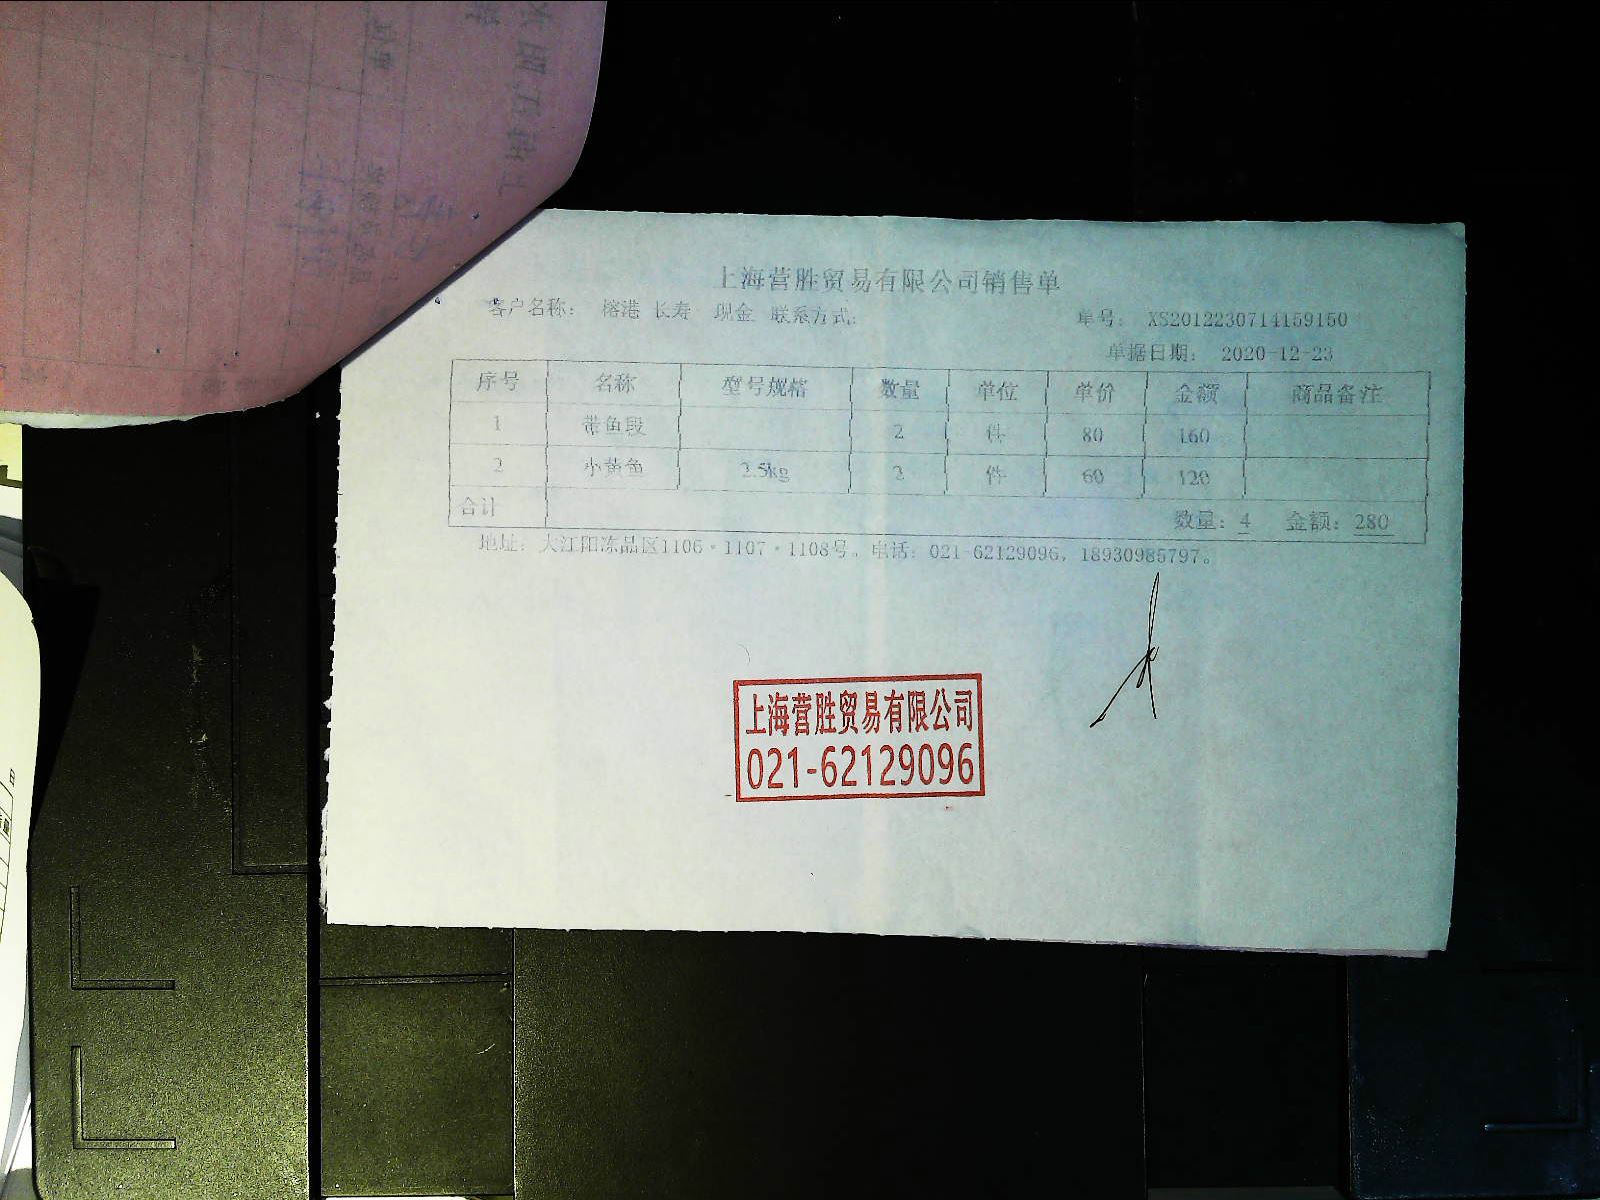 上海营胜贸易有限公司销售单
客户名称: 榕港 长寿 现金 联系方式: 单号: XS2012230714159150
单据日期: 2020-12-23
序号 名称 型号规格 数量 单位 单价 金额 商品备注
1 带鱼段 2 件 80 160
2 小黄鱼 2.5kg 2 件 60 120
合计 数量: 4 金额: 280
地址: 大江阳冻品区1106·1107·1108号。电话: 021-62129096, 18930985797。
上海营胜贸易有限公司
021-62129096